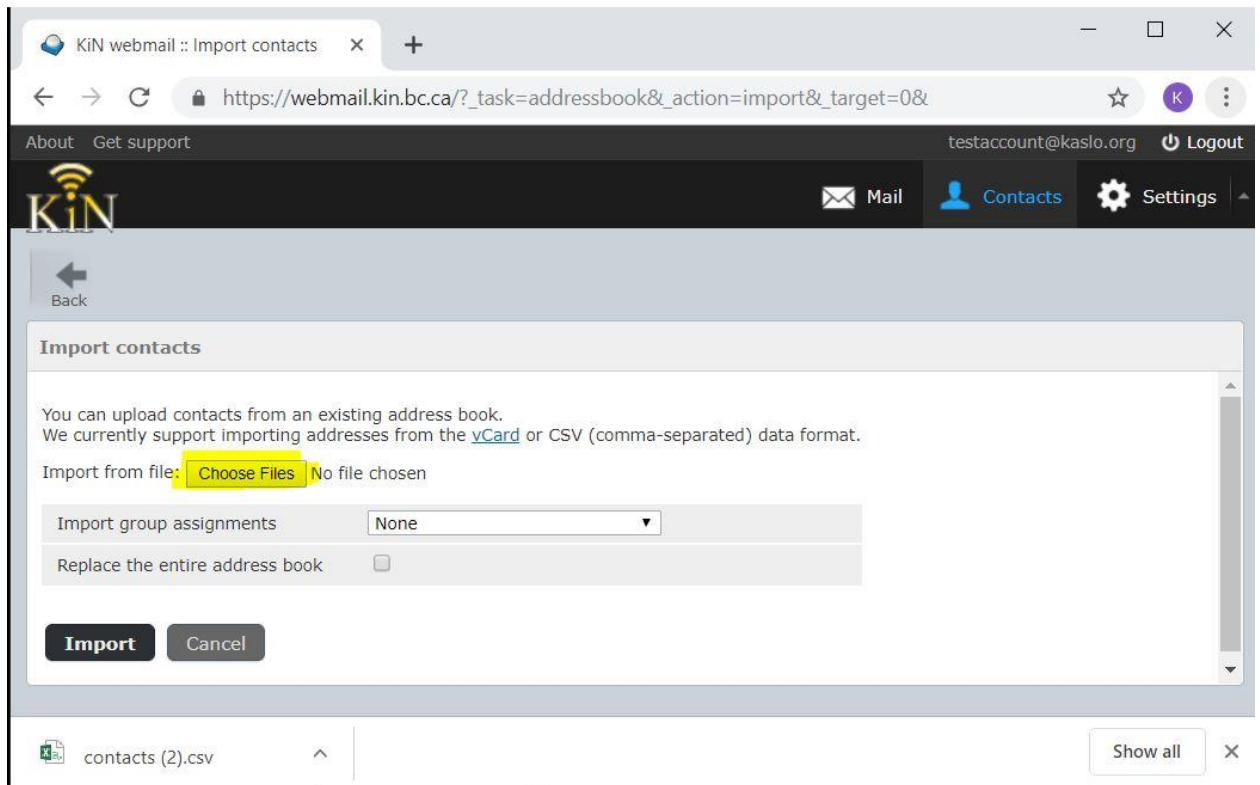 KiN webmail :: Import contacts
https://webmail.kin.bc.ca/?_task=addressbook&_action=import&_target=0&
K
About Get support testaccount@kaslo.org Logout
KiN Mail Contacts Settings
Back
Import contacts
You can upload contacts from an existing address book.
We currently support importing addresses from the vCard or CSV (comma-separated) data format.
Import from file: Choose Files No file chosen
Import group assignments None
Replace the entire address book
Import Cancel
contacts (2).csv Show all